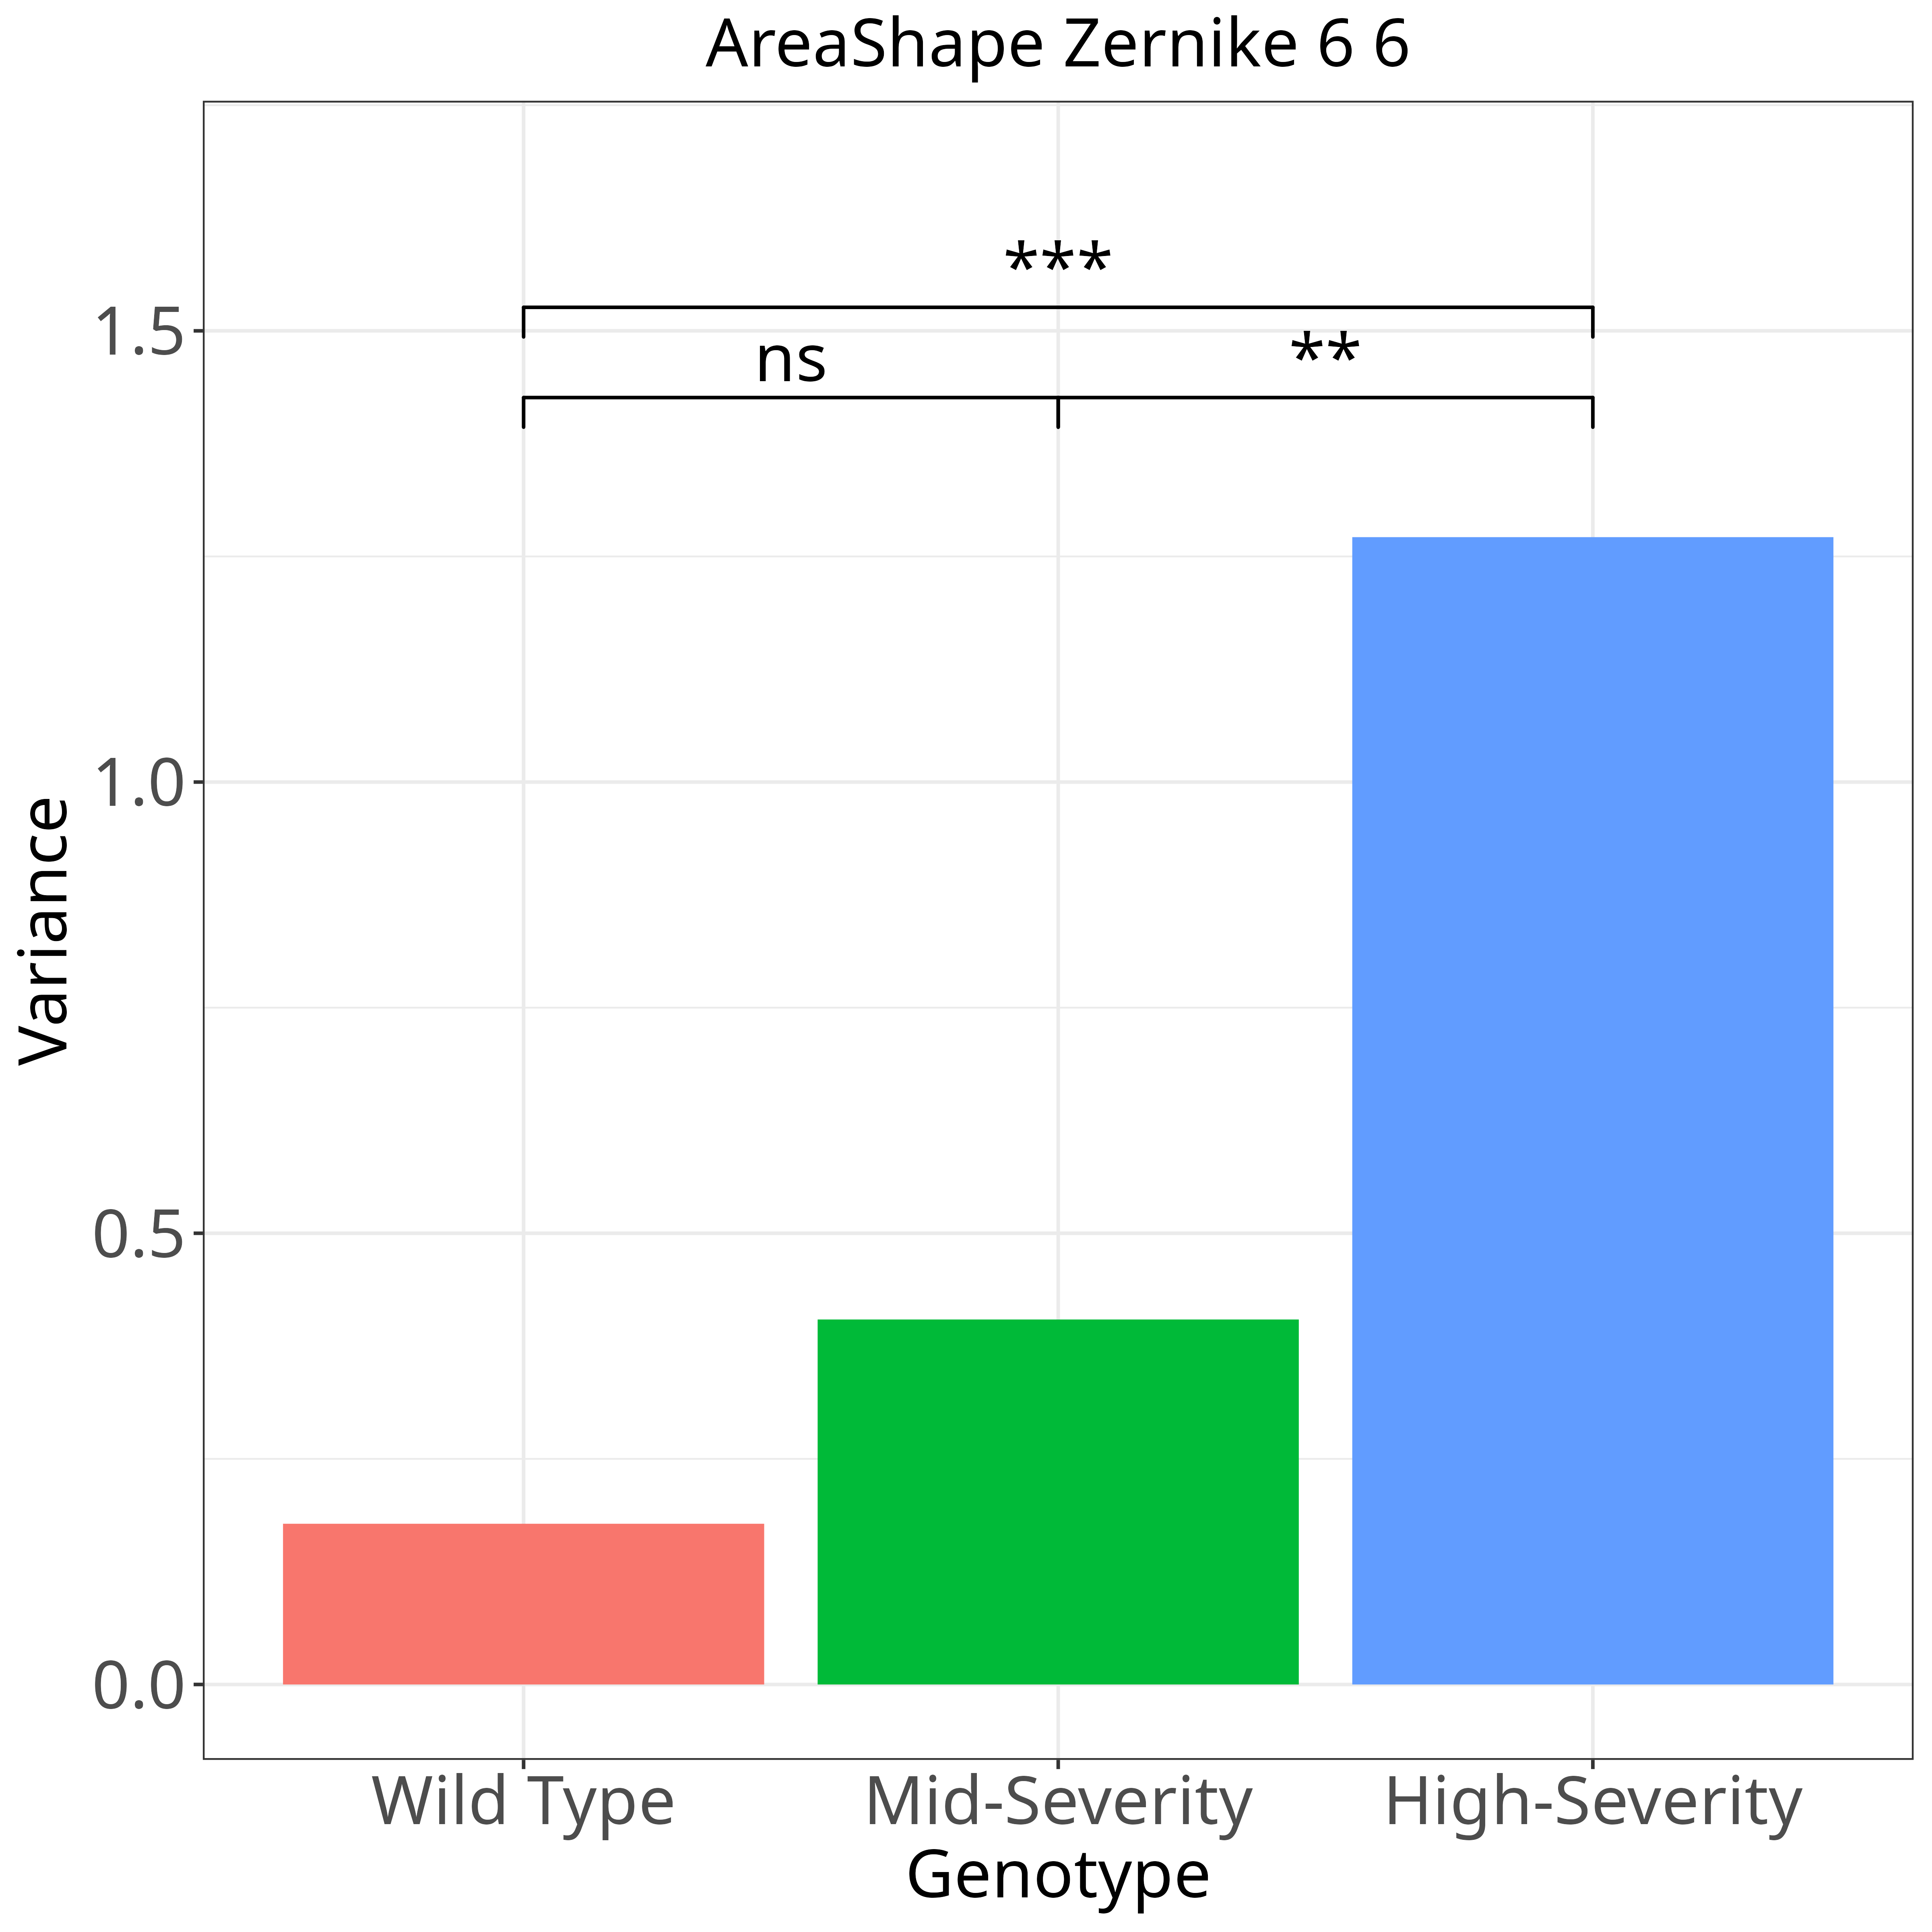 AreaShape Zernike 6 6
***
ns
**
1.5
1.0
0.5
0.0
Variance
Wild Type Mid-Severity High-Severity
Genotype